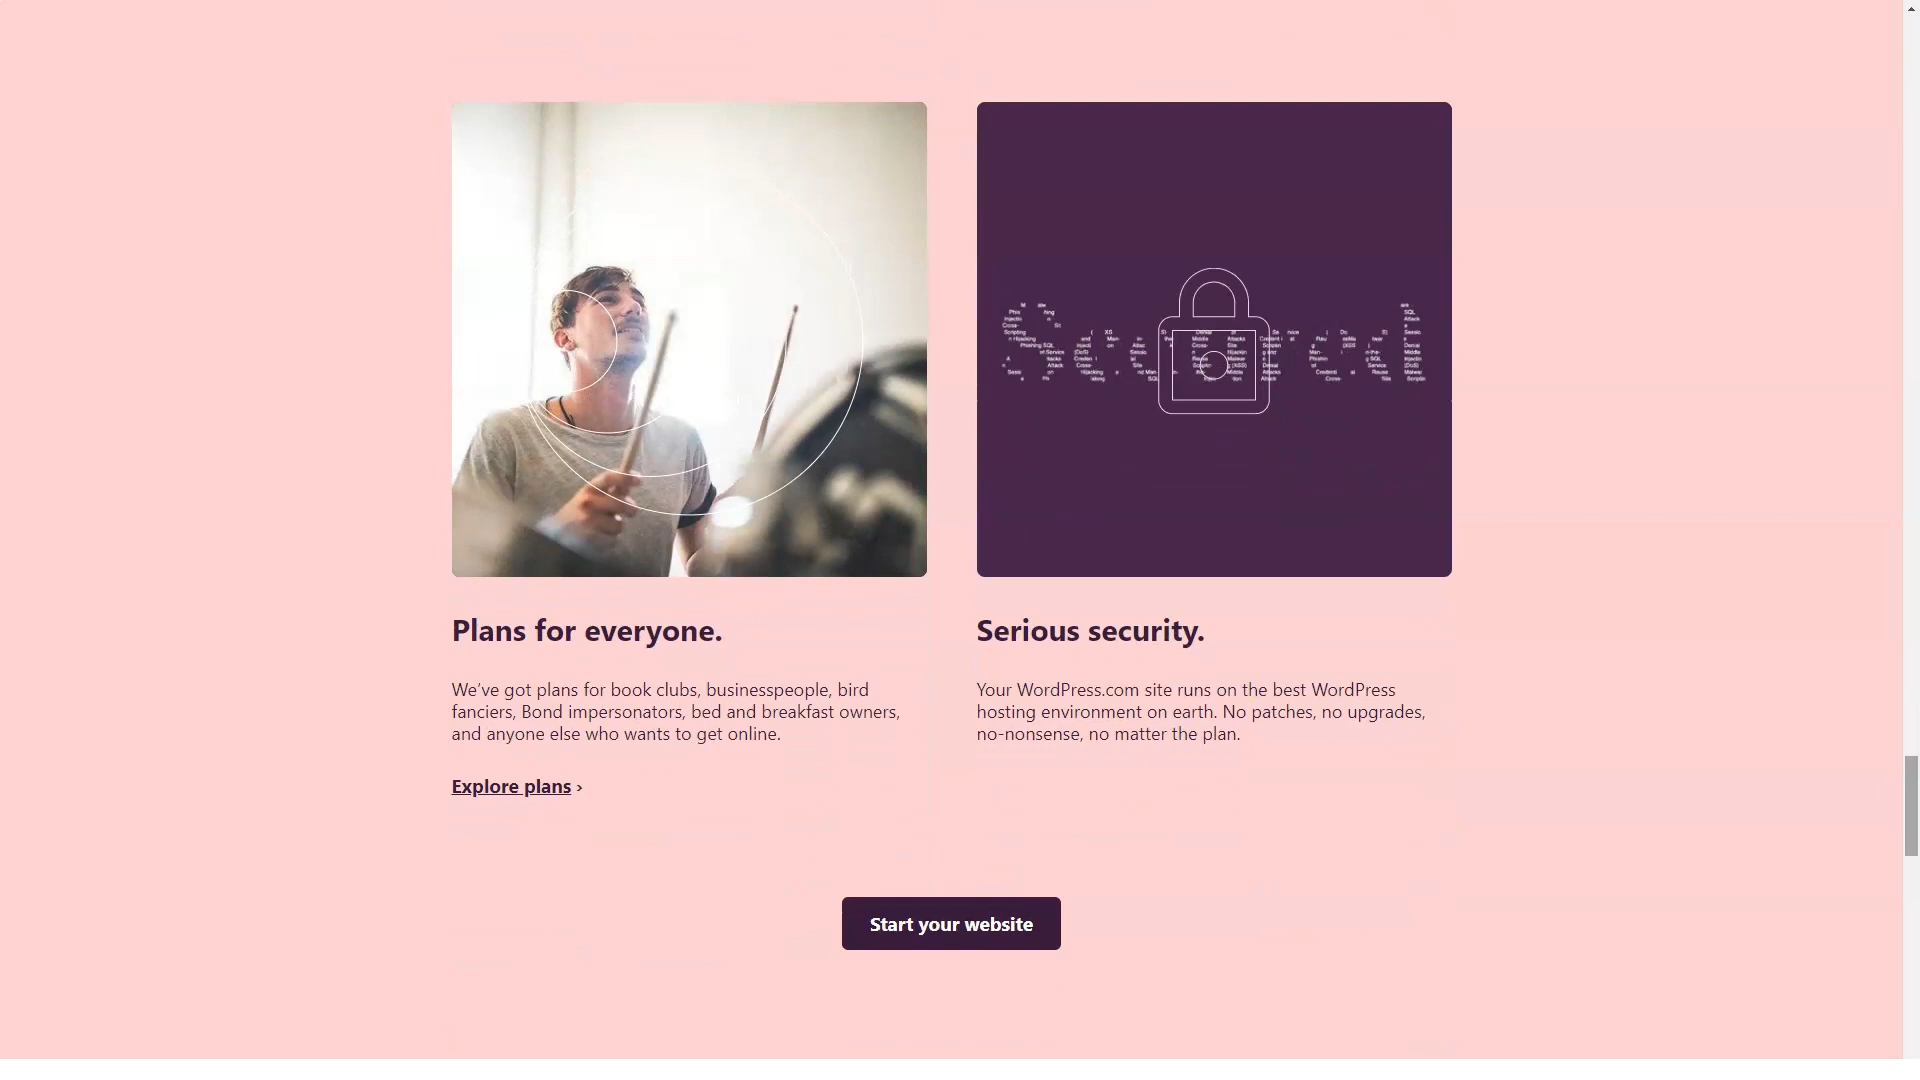 Plans for everyone.
We’ve got plans for book clubs, businesspeople, bird
fanciers, Bond impersonators, bed and breakfast owners,
and anyone else who wants to get online.
Explore plans ›
Serious security.
Your WordPress.com site runs on the best WordPress
hosting environment on earth. No patches, no upgrades,
no-nonsense, no matter the plan.
Start your website